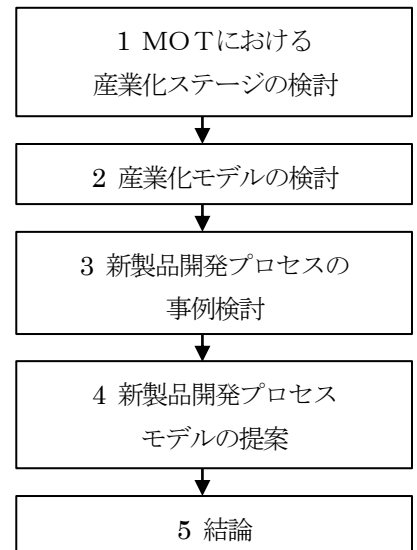 1 ＭＯＴにおける
産業化ステージの検討
2 産業化モデルの検討
3 新製品開発プロセスの
事例検討
4 新製品開発プロセス
モデルの提案
5 結論